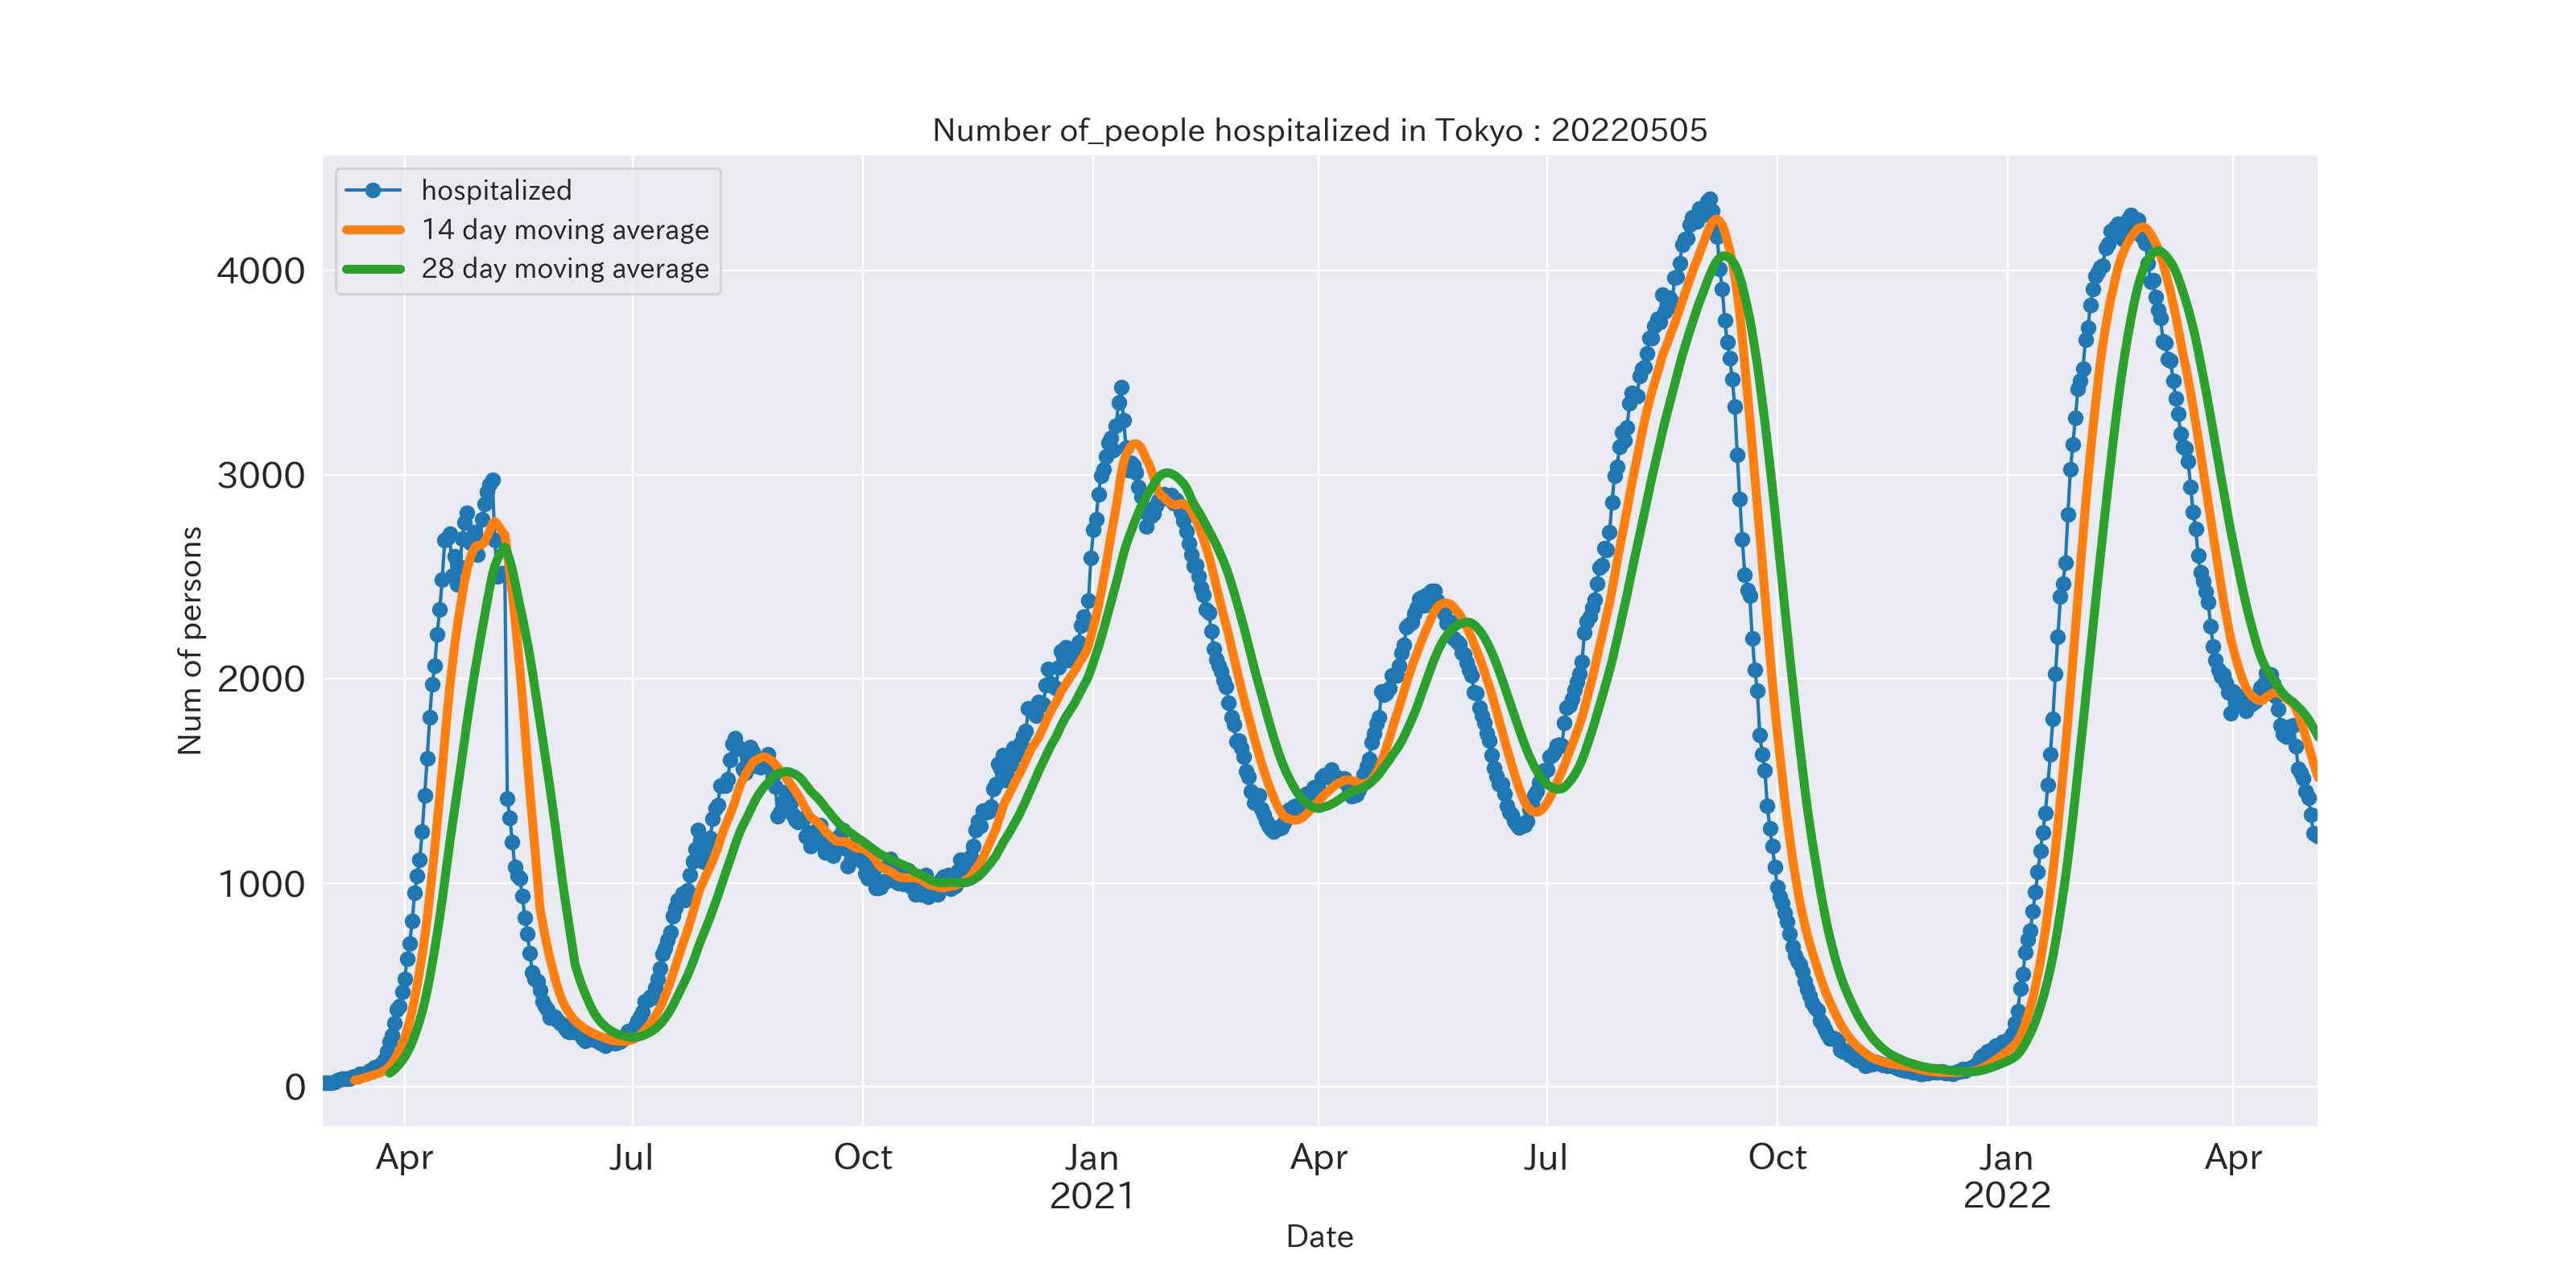 Number of_people hospitalized in Tokyo : 20220505
hospitalized
14 day moving average
28 day moving average
4000
3000
2000
1000
0
Num of persons
Apr
Jul
Oct
Jan
2021
Apr
Jul
Oct
Jan
2022
Apr
Date